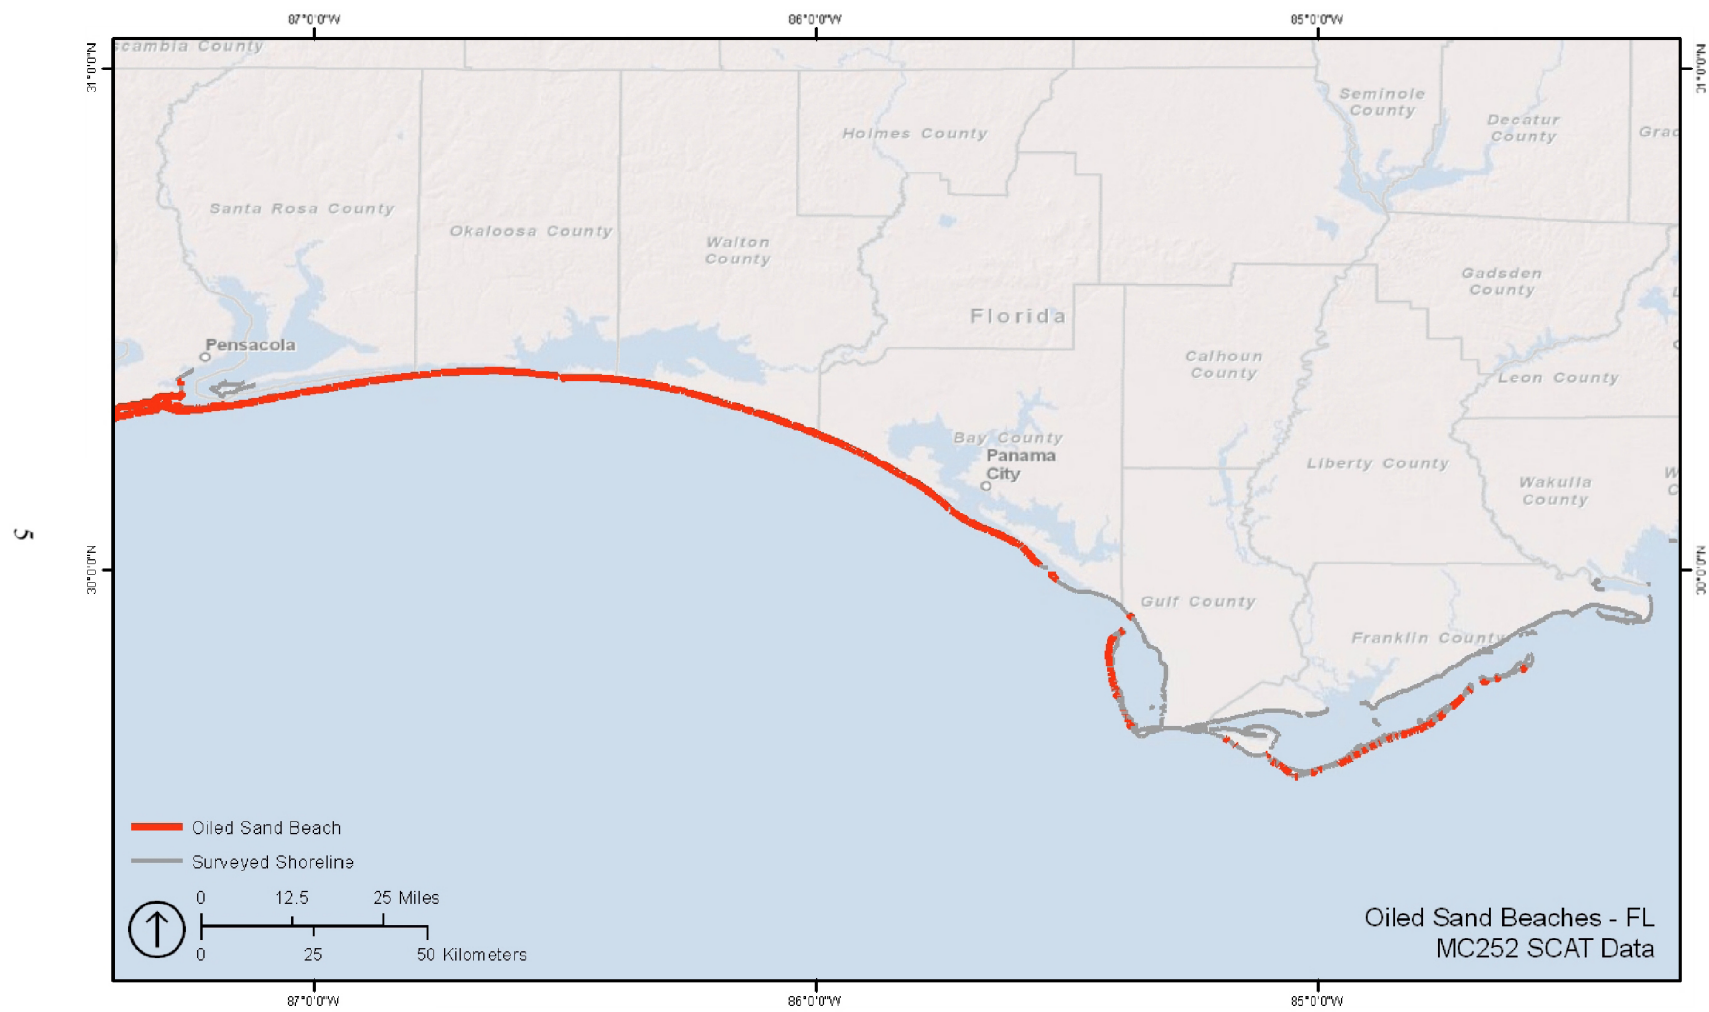 87°0'0"W 86°0'0"W 85°0'0"W
31°0'0"N
31°0'0"N
scambia County
Seminole
County
Decatur
County
Grad
Holmes County
Santa Rosa County
Okaloosa County
Walton
County
Gadsden
County
Florida
Pensacola
Calhoun
County
Leon County
Bay County
Panama
City
Liberty County
Wakulla
County
5
30°0'0"N
30°0'0"N
Gulf County
Franklin County
Oiled Sand Beach
Surveyed Shoreline
0 12.5 25 Miles
0 25 50 Kilometers
Oiled Sand Beaches - FL
MC252 SCAT Data
87°0'0"W 86°0'0"W 85°0'0"W